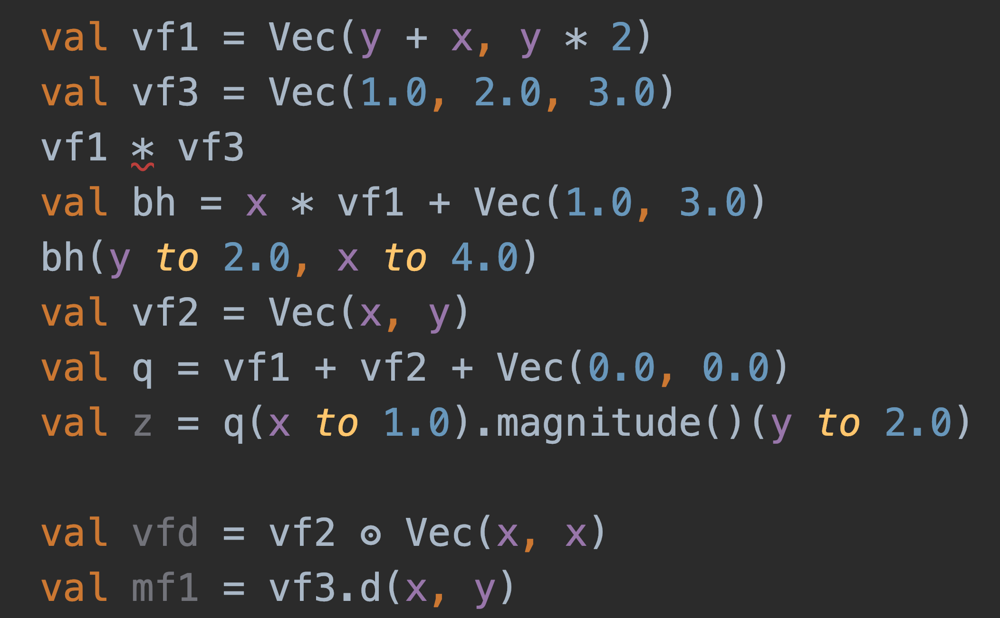 val vf1 = Vec(y + x, y * 2)
val vf3 = Vec(1.0, 2.0, 3.0)
vf1 * vf3
val bh = x * vf1 + Vec(1.0, 3.0)
bh(y to 2.0, x to 4.0)
val vf2 = Vec(x, y)
val q = vf1 + vf2 + Vec(0.0, 0.0)
val z = q(x to 1.0).magnitude()(y to 2.0)
val vfd = vf2 ʘ Vec(x, x)
val mf1 = vf3.d(x, y)